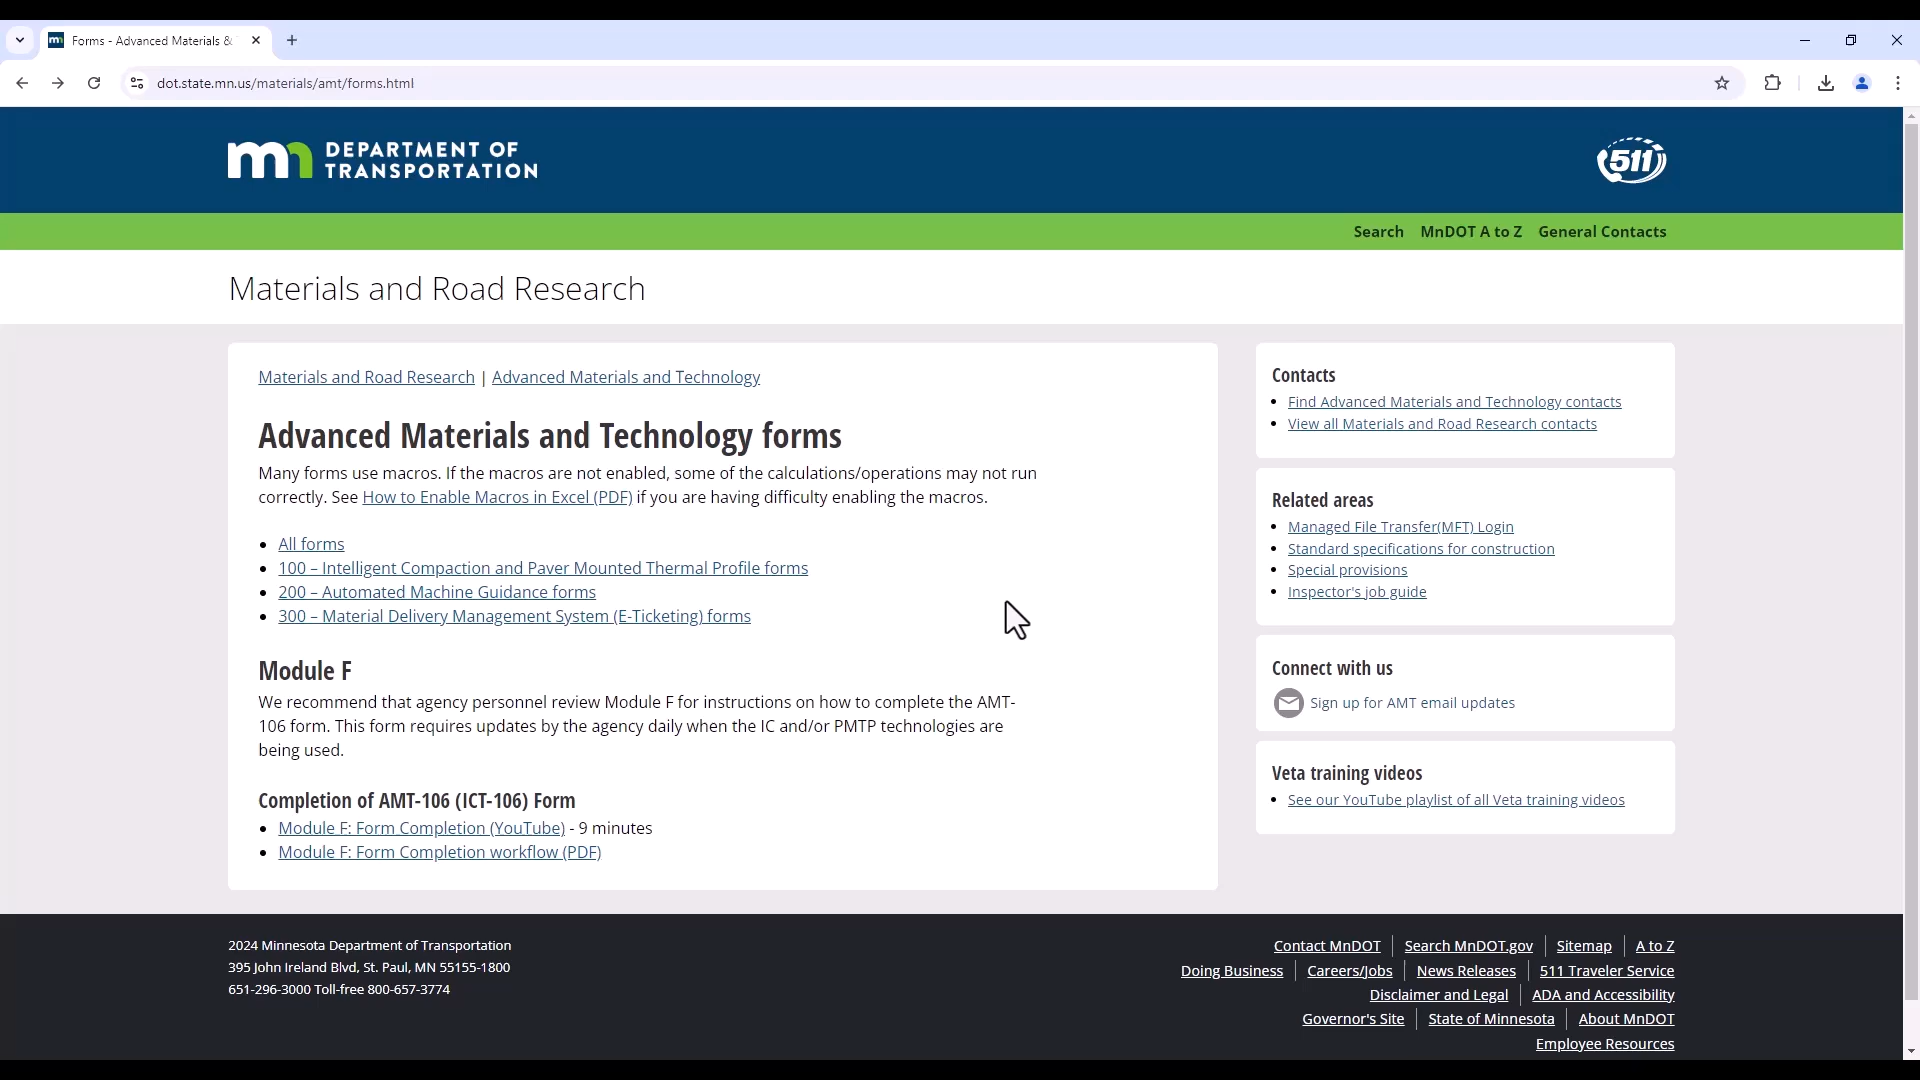 Forms - Advanced Materials &
dot.state.mn.us/materials/amt/forms.html
mn DEPARTMENT OF
TRANSPORTATION
511
Search MnDOT A to Z General Contacts
Materials and Road Research
Materials and Road Research | Advanced Materials and Technology
Advanced Materials and Technology forms
Many forms use macros. If the macros are not enabled, some of the calculations/operations may not run
correctly. See How to Enable Macros in Excel (PDF) if you are having difficulty enabling the macros.
• All forms
• 100 – Intelligent Compaction and Paver Mounted Thermal Profile forms
• 200 – Automated Machine Guidance forms
• 300 – Material Delivery Management System (E-Ticketing) forms
Module F
We recommend that agency personnel review Module F for instructions on how to complete the AMT-
106 form. This form requires updates by the agency daily when the IC and/or PMTP technologies are
being used.
Completion of AMT-106 (ICT-106) Form
• Module F: Form Completion (YouTube) - 9 minutes
• Module F: Form Completion workflow (PDF)
Contacts
• Find Advanced Materials and Technology contacts
• View all Materials and Road Research contacts
Related areas
• Managed File Transfer(MFT) Login
• Standard specifications for construction
• Special provisions
• Inspector's job guide
Connect with us
Sign up for AMT email updates
Veta training videos
• See our YouTube playlist of all Veta training videos
2024 Minnesota Department of Transportation
395 John Ireland Blvd, St. Paul, MN 55155-1800
651-296-3000 Toll-free 800-657-3774
Contact MnDOT | Search MnDOT.gov | Sitemap | A to Z
Doing Business | Careers/Jobs | News Releases | 511 Traveler Service
Disclaimer and Legal | ADA and Accessibility
Governor's Site | State of Minnesota | About MnDOT
Employee Resources